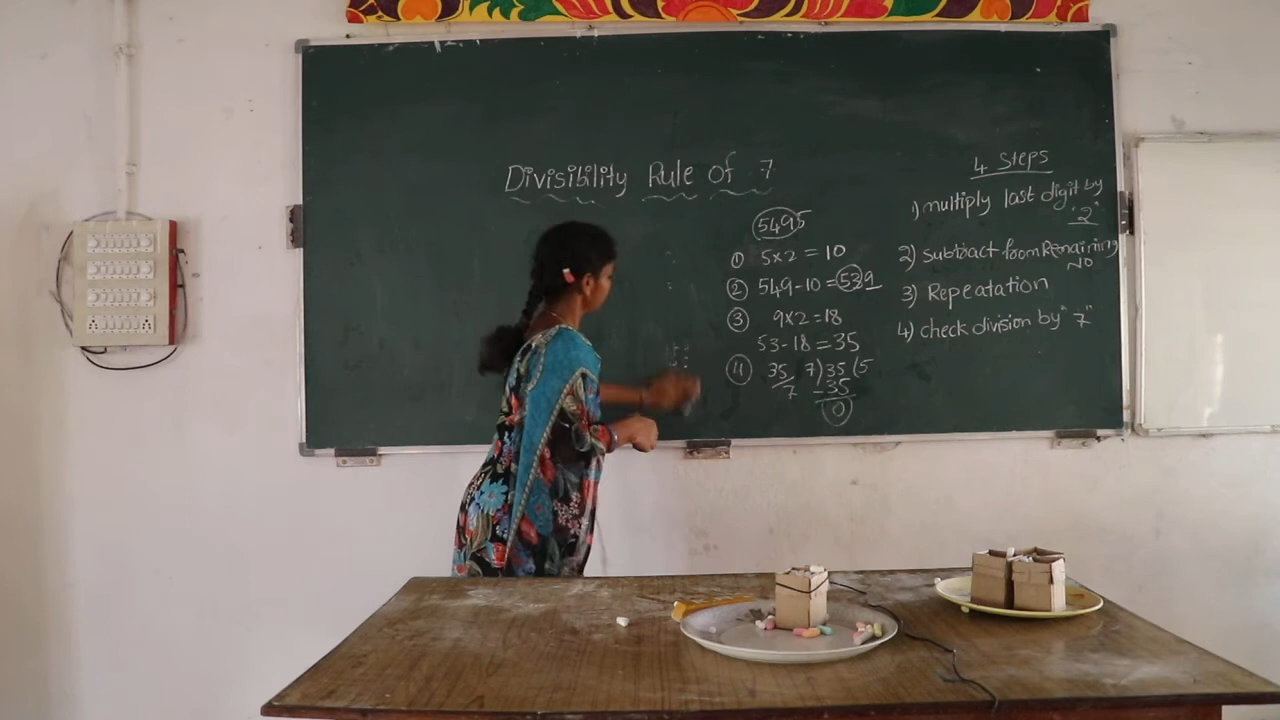 Divisibility Rule of 7
5495
① 5x2 = 10
② 549-10 = 539
③ 9x2 = 18
53-18 = 35
④ 35/7 7)35(5
-35
0
4 Steps
1) multiply last digit by
"2"
2) Subtract from Remaining
NO
3) Repeatation
4) check division by "7"